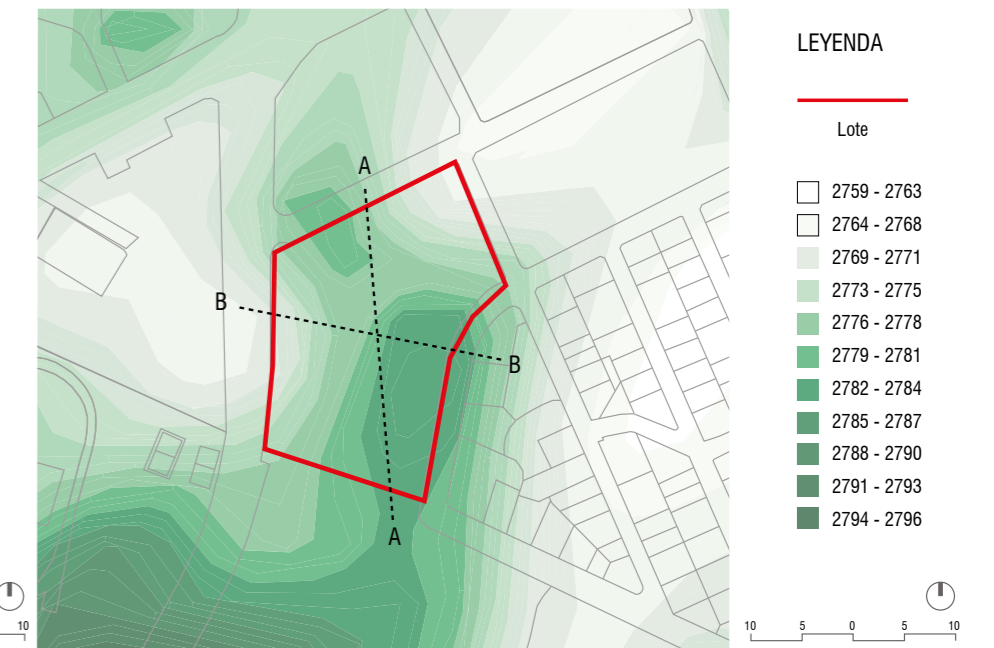 LEYENDA
Lote
2759 - 2763
2764 - 2768
2769 - 2771
2773 - 2775
2776 - 2778
2779 - 2781
2782 - 2784
2785 - 2787
2788 - 2790
2791 - 2793
2794 - 2796
A
B
B
A
10
10 5 0 5 10